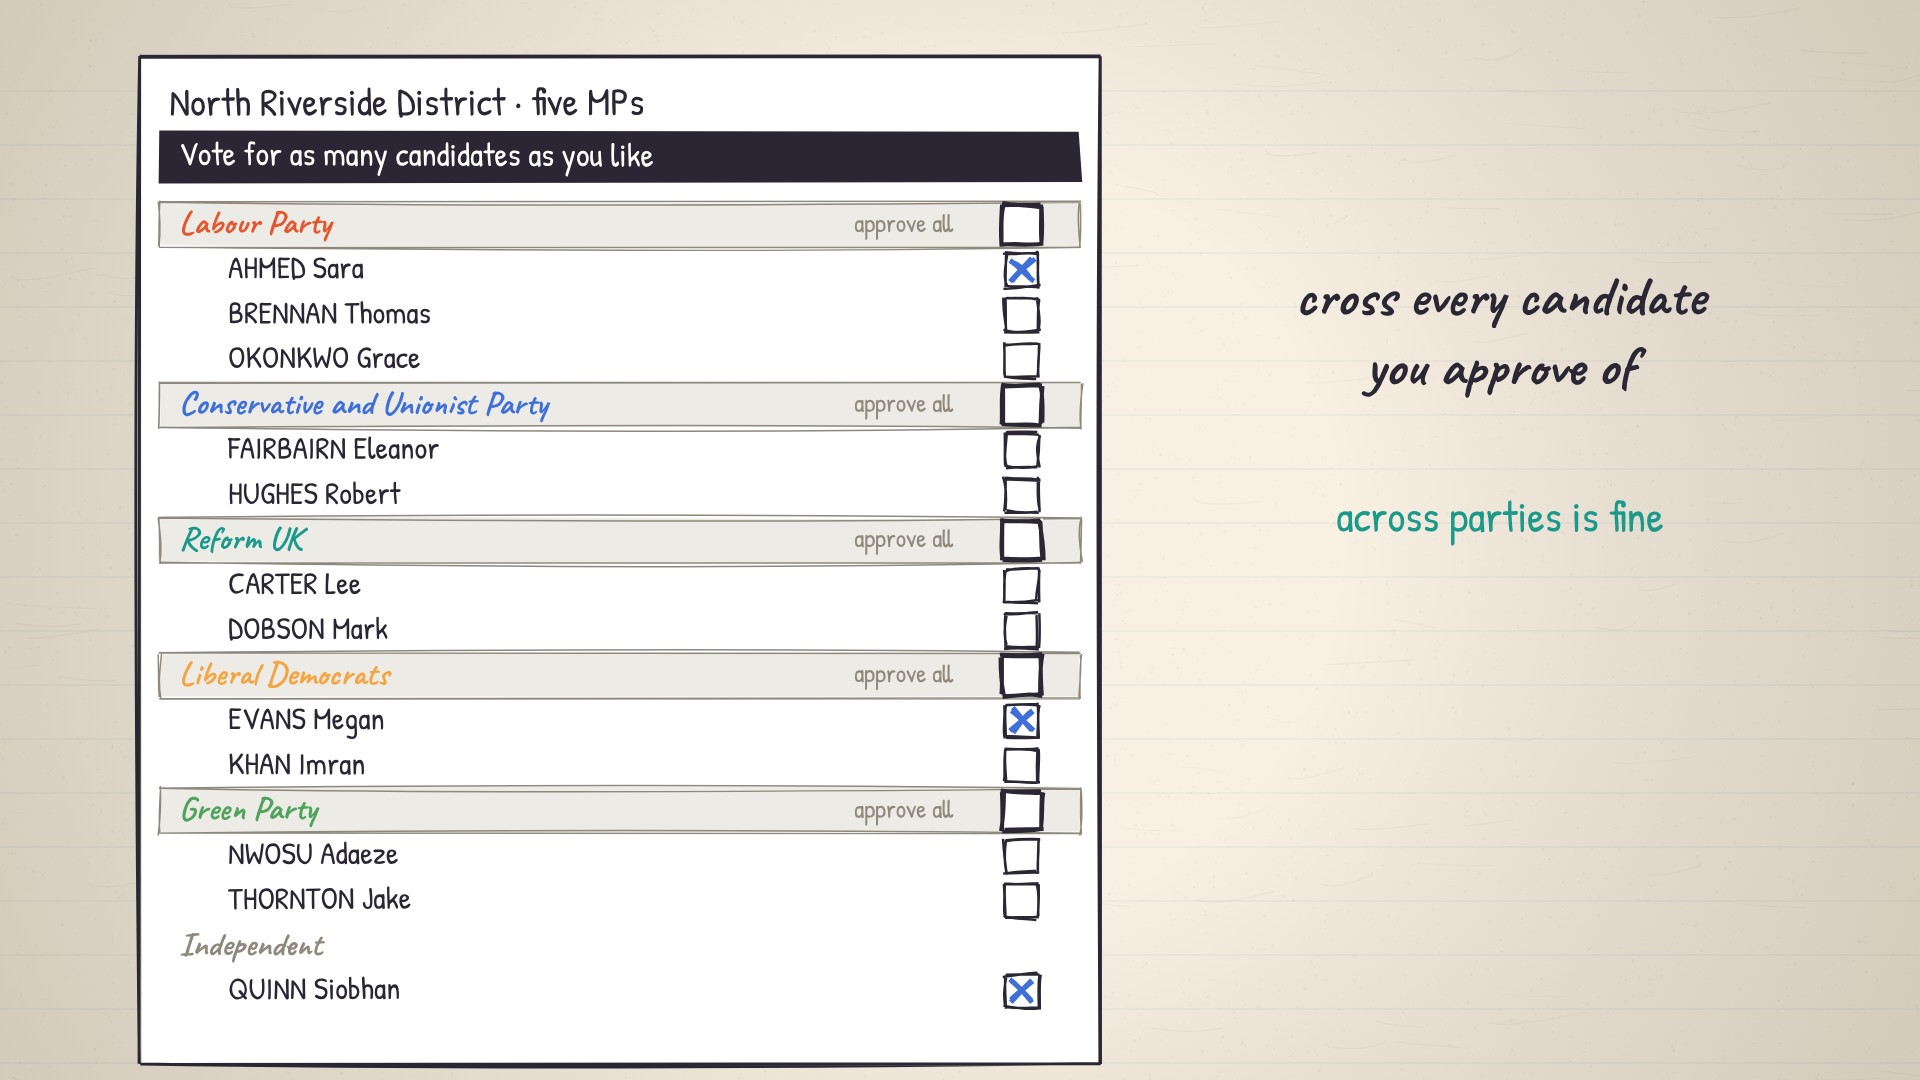 North Riverside District · five MPs
Vote for as many candidates as you like
Labour Party approve all
AHMED Sara
BRENNAN Thomas
OKONKWO Grace
Conservative and Unionist Party approve all
FAIRBAIRN Eleanor
HUGHES Robert
Reform UK approve all
CARTER Lee
DOBSON Mark
Liberal Democrats approve all
EVANS Megan
KHAN Imran
Green Party approve all
NWOSU Adaeze
THORNTON Jake
Independent
QUINN Siobhan
cross every candidate
you approve of
across parties is fine